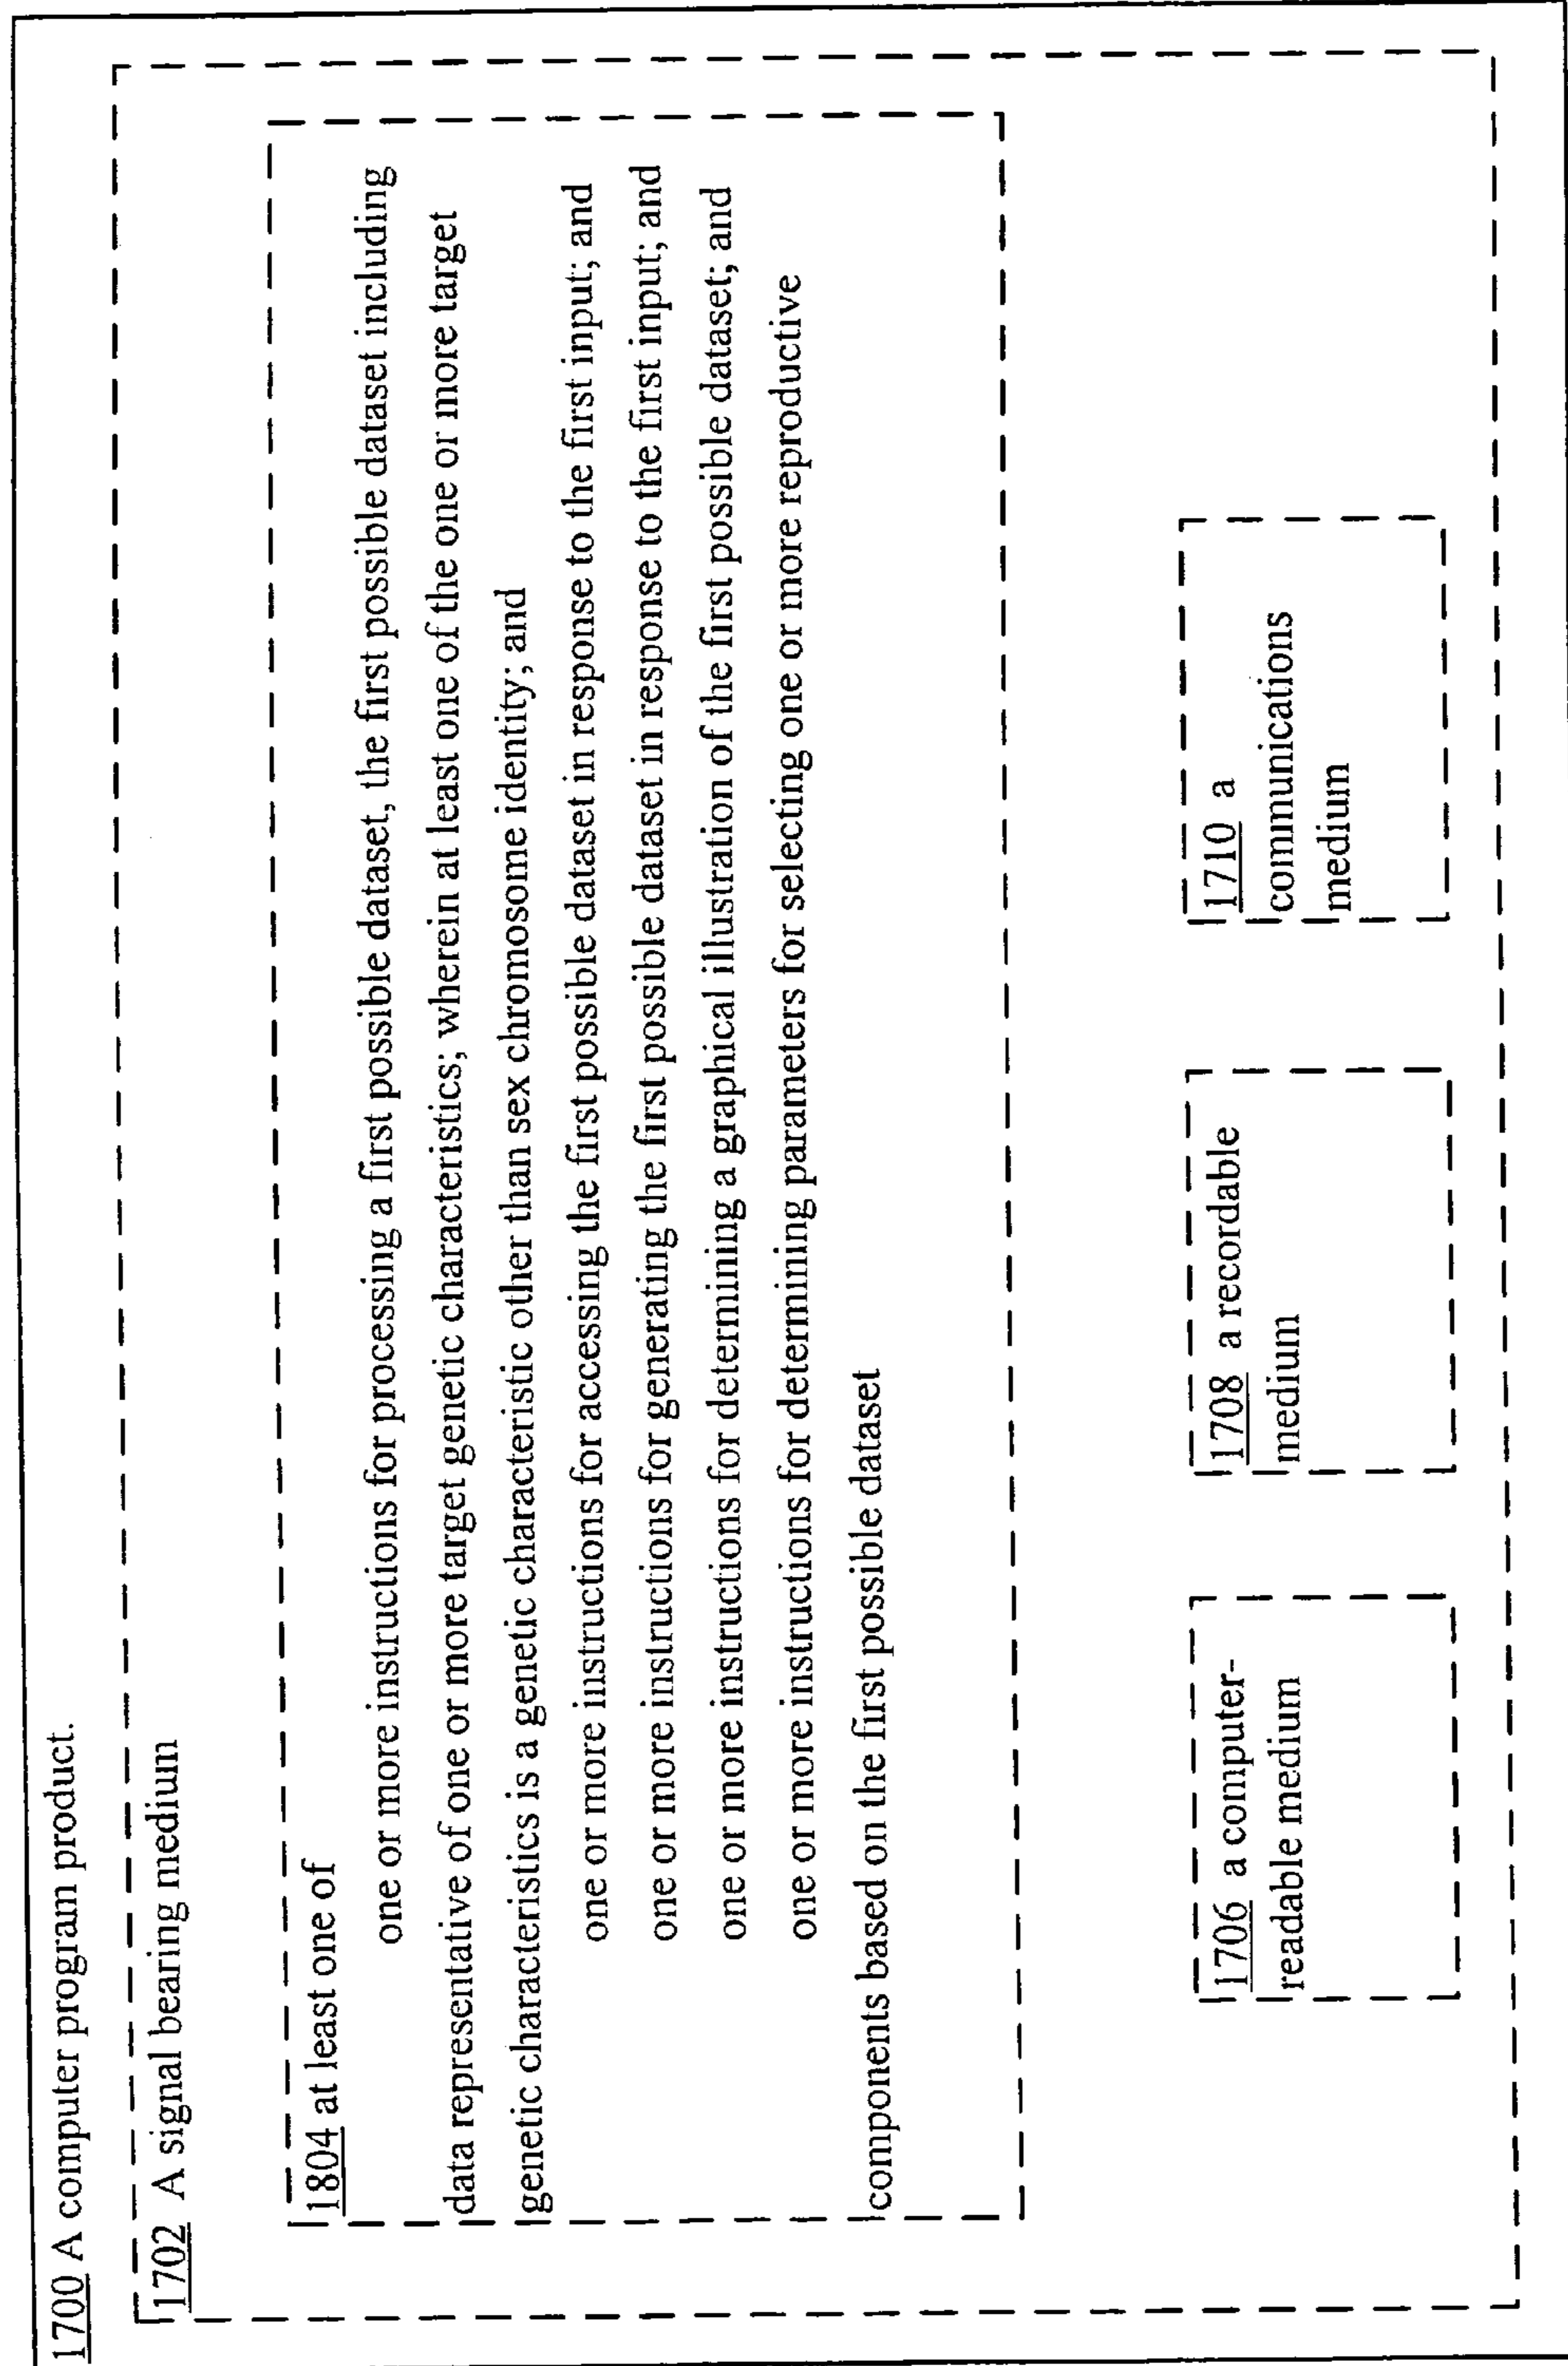 1700 A computer program product.
1702 A signal bearing medium
1804 at least one of
one or more instructions for processing a first possible dataset, the first possible dataset including
data representative of one or more target genetic characteristics; wherein at least one of the one or more target
genetic characteristics is a genetic characteristic other than sex chromosome identity; and
one or more instructions for accessing the first possible dataset in response to the first input; and
one or more instructions for generating the first possible dataset in response to the first input; and
one or more instructions for determining a graphical illustration of the first possible dataset; and
one or more instructions for determining parameters for selecting one or more reproductive
components based on the first possible dataset
1706 a computer-
readable medium
1708 a recordable
medium
1710 a
communications
medium